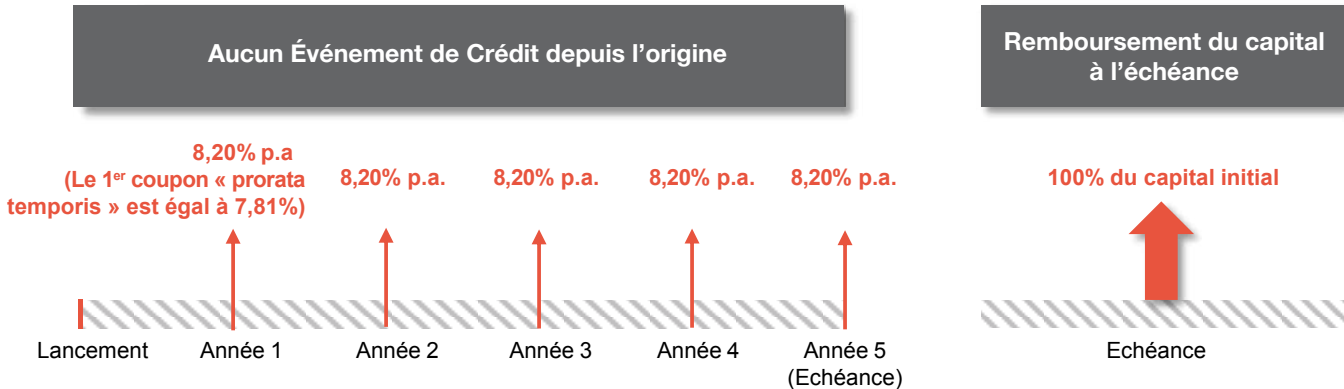 Aucun Événement de Crédit depuis l'origine
Remboursement du capital
à l'échéance
8,20% p.a
(Le 1er coupon « prorata
temporis » est égal à 7,81%)
8,20% p.a.
8,20% p.a.
8,20% p.a.
8,20% p.a.
100% du capital initial
Lancement
Année 1
Année 2
Année 3
Année 4
Année 5
(Echéance)
Echéance